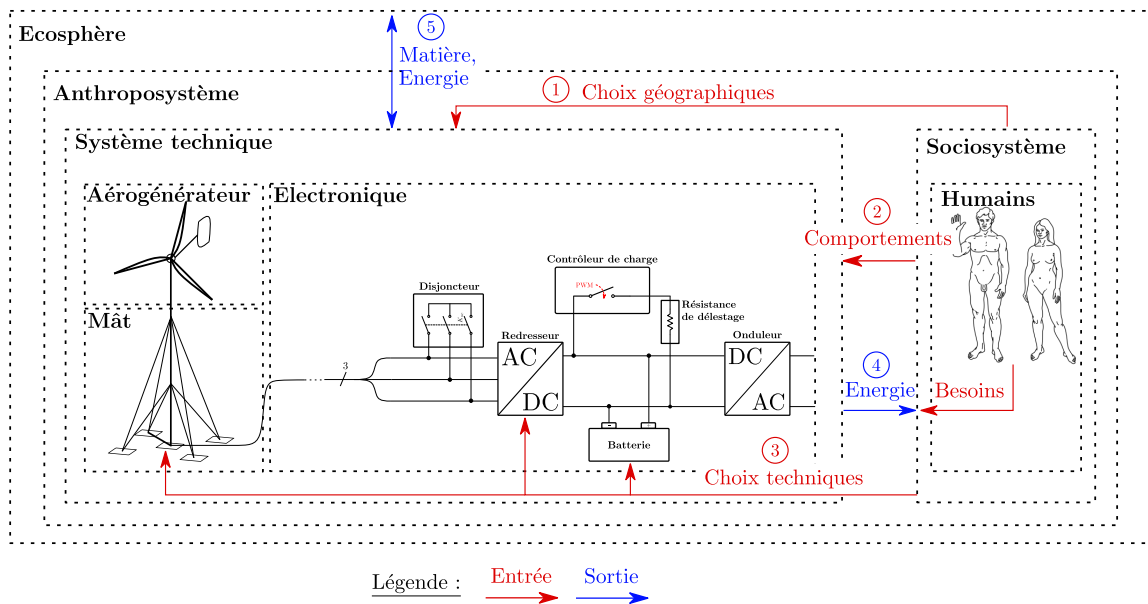 Ecosphère
5
Matière,
Energie
Anthroposystème
1 Choix géographiques
Système technique
Sociosystème
Aérogénérateur
Electronique
Humains
2
Comportements
Contrôleur de charge
PWM
Disjoncteur
Résistance
de délestage
Mât
Redresseur
Onduleur
AC
DC
DC
AC
3
4
Energie
Besoins
Batterie
3
Choix techniques
Légende :
Entrée
Sortie